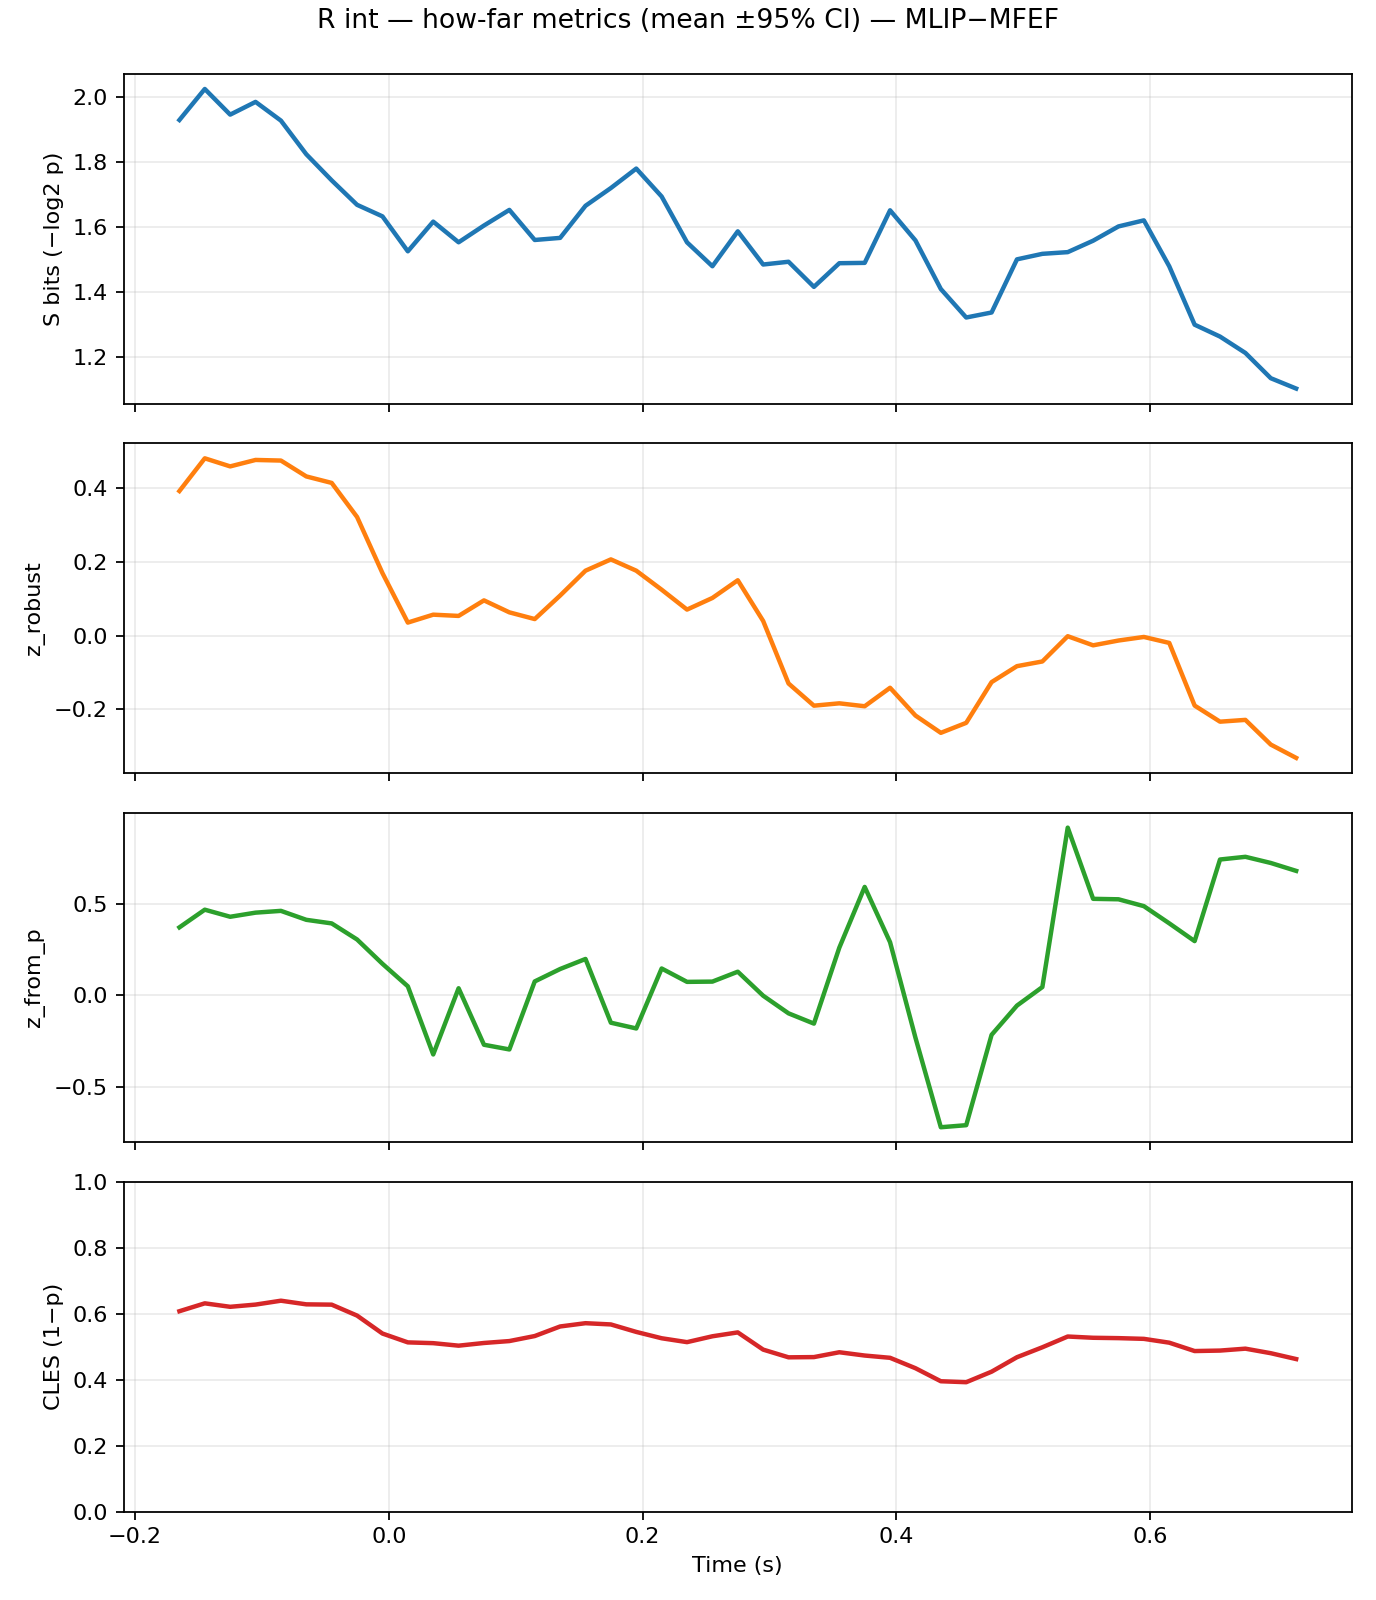 R int — how-far metrics (mean ±95% CI) — MLIP−MFEF
S bits (−log2 p)
2.0
1.8
1.6
1.4
1.2
z_robust
0.4
0.2
0.0
−0.2
z_from_p
0.5
0.0
−0.5
CLES (1−p)
1.0
0.8
0.6
0.4
0.2
0.0
−0.2 0.0 0.2 0.4 0.6
Time (s)